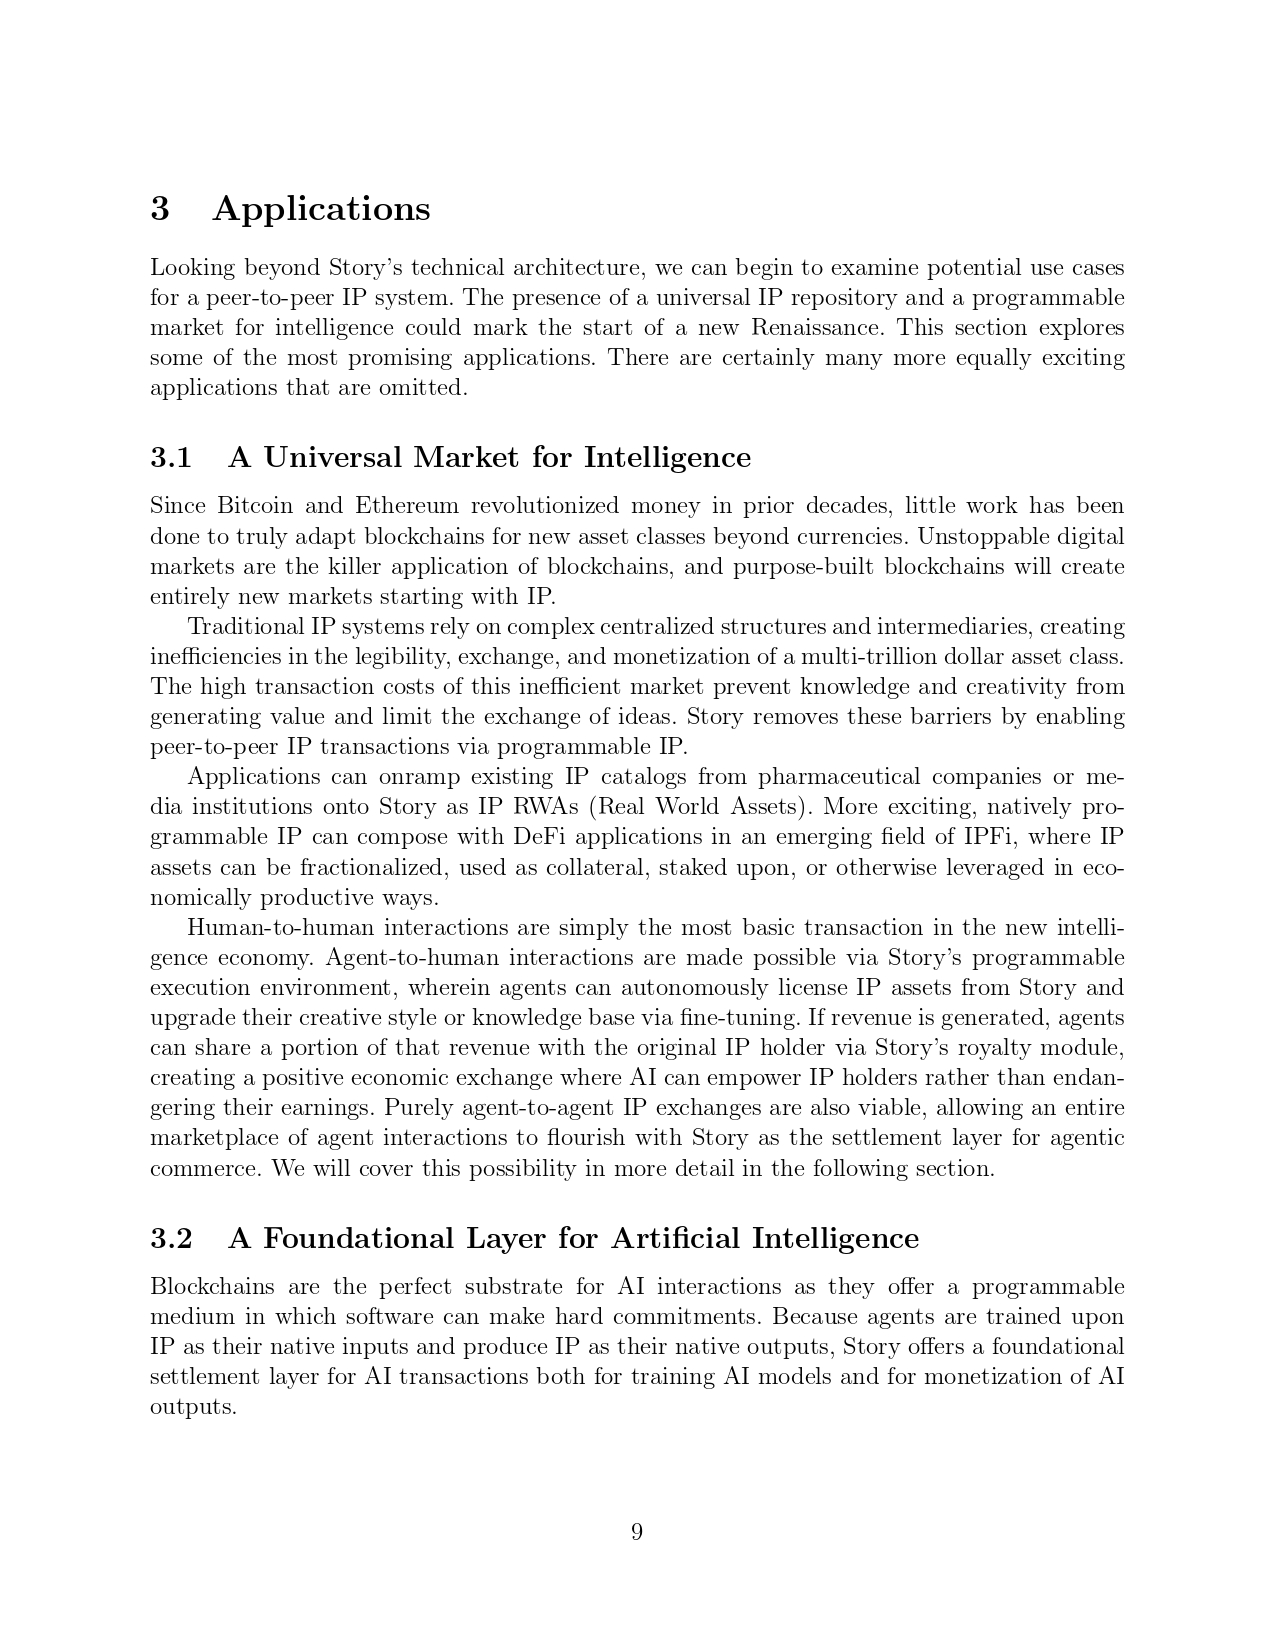 3 Applications
Looking beyond Story's technical architecture, we can begin to examine potential use cases
for a peer-to-peer IP system. The presence of a universal IP repository and a programmable
market for intelligence could mark the start of a new Renaissance. This section explores
some of the most promising applications. There are certainly many more equally exciting
applications that are omitted.
3.1 A Universal Market for Intelligence
Since Bitcoin and Ethereum revolutionized money in prior decades, little work has been
done to truly adapt blockchains for new asset classes beyond currencies. Unstoppable digital
markets are the killer application of blockchains, and purpose-built blockchains will create
entirely new markets starting with IP.
Traditional IP systems rely on complex centralized structures and intermediaries, creating
inefficiencies in the legibility, exchange, and monetization of a multi-trillion dollar asset class.
The high transaction costs of this inefficient market prevent knowledge and creativity from
generating value and limit the exchange of ideas. Story removes these barriers by enabling
peer-to-peer IP transactions via programmable IP.
Applications can onramp existing IP catalogs from pharmaceutical companies or me-
dia institutions onto Story as IP RWAs (Real World Assets). More exciting, natively pro-
grammable IP can compose with DeFi applications in an emerging field of IPFi, where IP
assets can be fractionalized, used as collateral, staked upon, or otherwise leveraged in eco-
nomically productive ways.
Human-to-human interactions are simply the most basic transaction in the new intelli-
gence economy. Agent-to-human interactions are made possible via Story's programmable
execution environment, wherein agents can autonomously license IP assets from Story and
upgrade their creative style or knowledge base via fine-tuning. If revenue is generated, agents
can share a portion of that revenue with the original IP holder via Story's royalty module,
creating a positive economic exchange where AI can empower IP holders rather than endan-
gering their earnings. Purely agent-to-agent IP exchanges are also viable, allowing an entire
marketplace of agent interactions to flourish with Story as the settlement layer for agentic
commerce. We will cover this possibility in more detail in the following section.
3.2 A Foundational Layer for Artificial Intelligence
Blockchains are the perfect substrate for AI interactions as they offer a programmable
medium in which software can make hard commitments. Because agents are trained upon
IP as their native inputs and produce IP as their native outputs, Story offers a foundational
settlement layer for AI transactions both for training AI models and for monetization of AI
outputs.
9